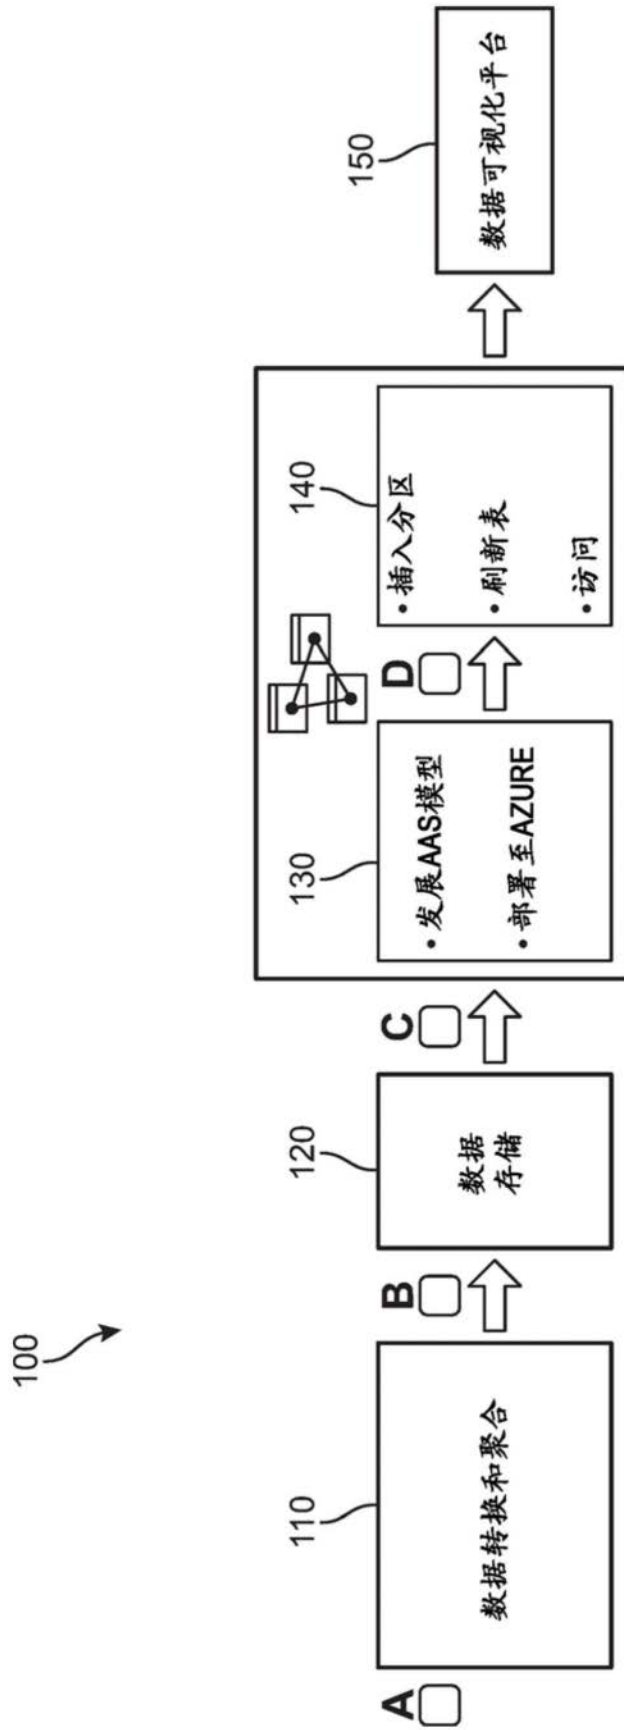 100
A
110
数据转换和聚合
B
120
数据
存储
C
130
• 发展AAS模型
• 部署至AZURE
D
140
• 插入分区
• 刷新表
• 访问
150
数据可视化平台